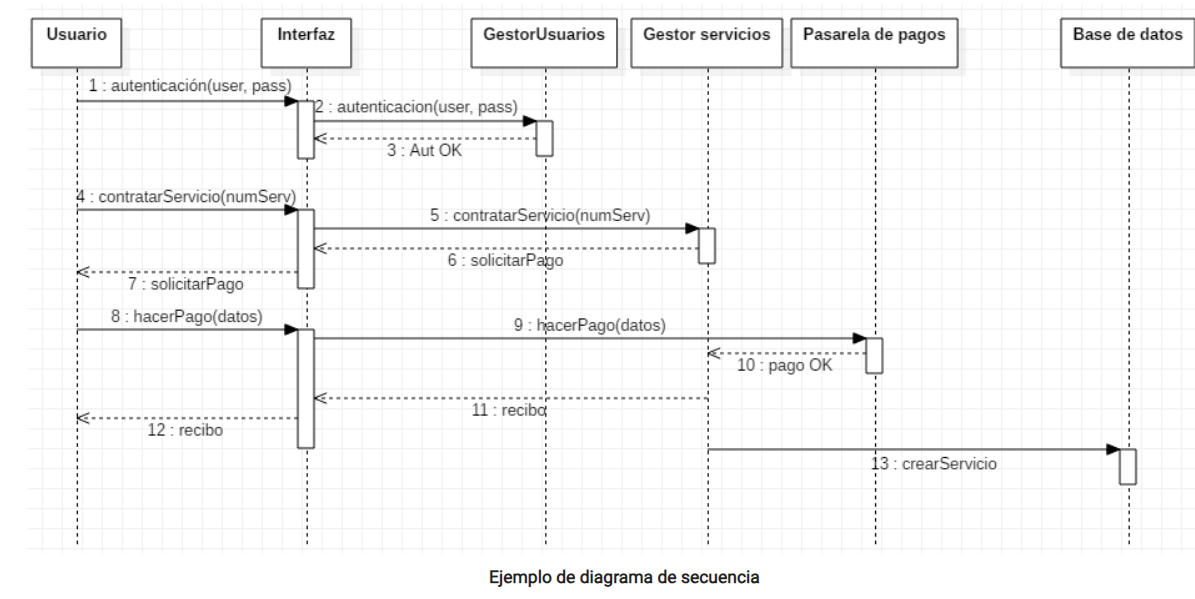 Usuario
Interfaz
GestorUsuarios
Gestor servicios
Pasarela de pagos
Base de datos
1 : autenticación(user, pass)
2 : autenticacion(user, pass)
3 : Aut OK
4 : contratarServicio(numServ)
5 : contratarServicio(numServ)
6 : solicitarPago
7 : solicitarPago
8 : hacerPago(datos)
9 : hacerPago(datos)
10 : pago OK
11 : recibo
12 : recibo
13 : crearServicio
Ejemplo de diagrama de secuencia